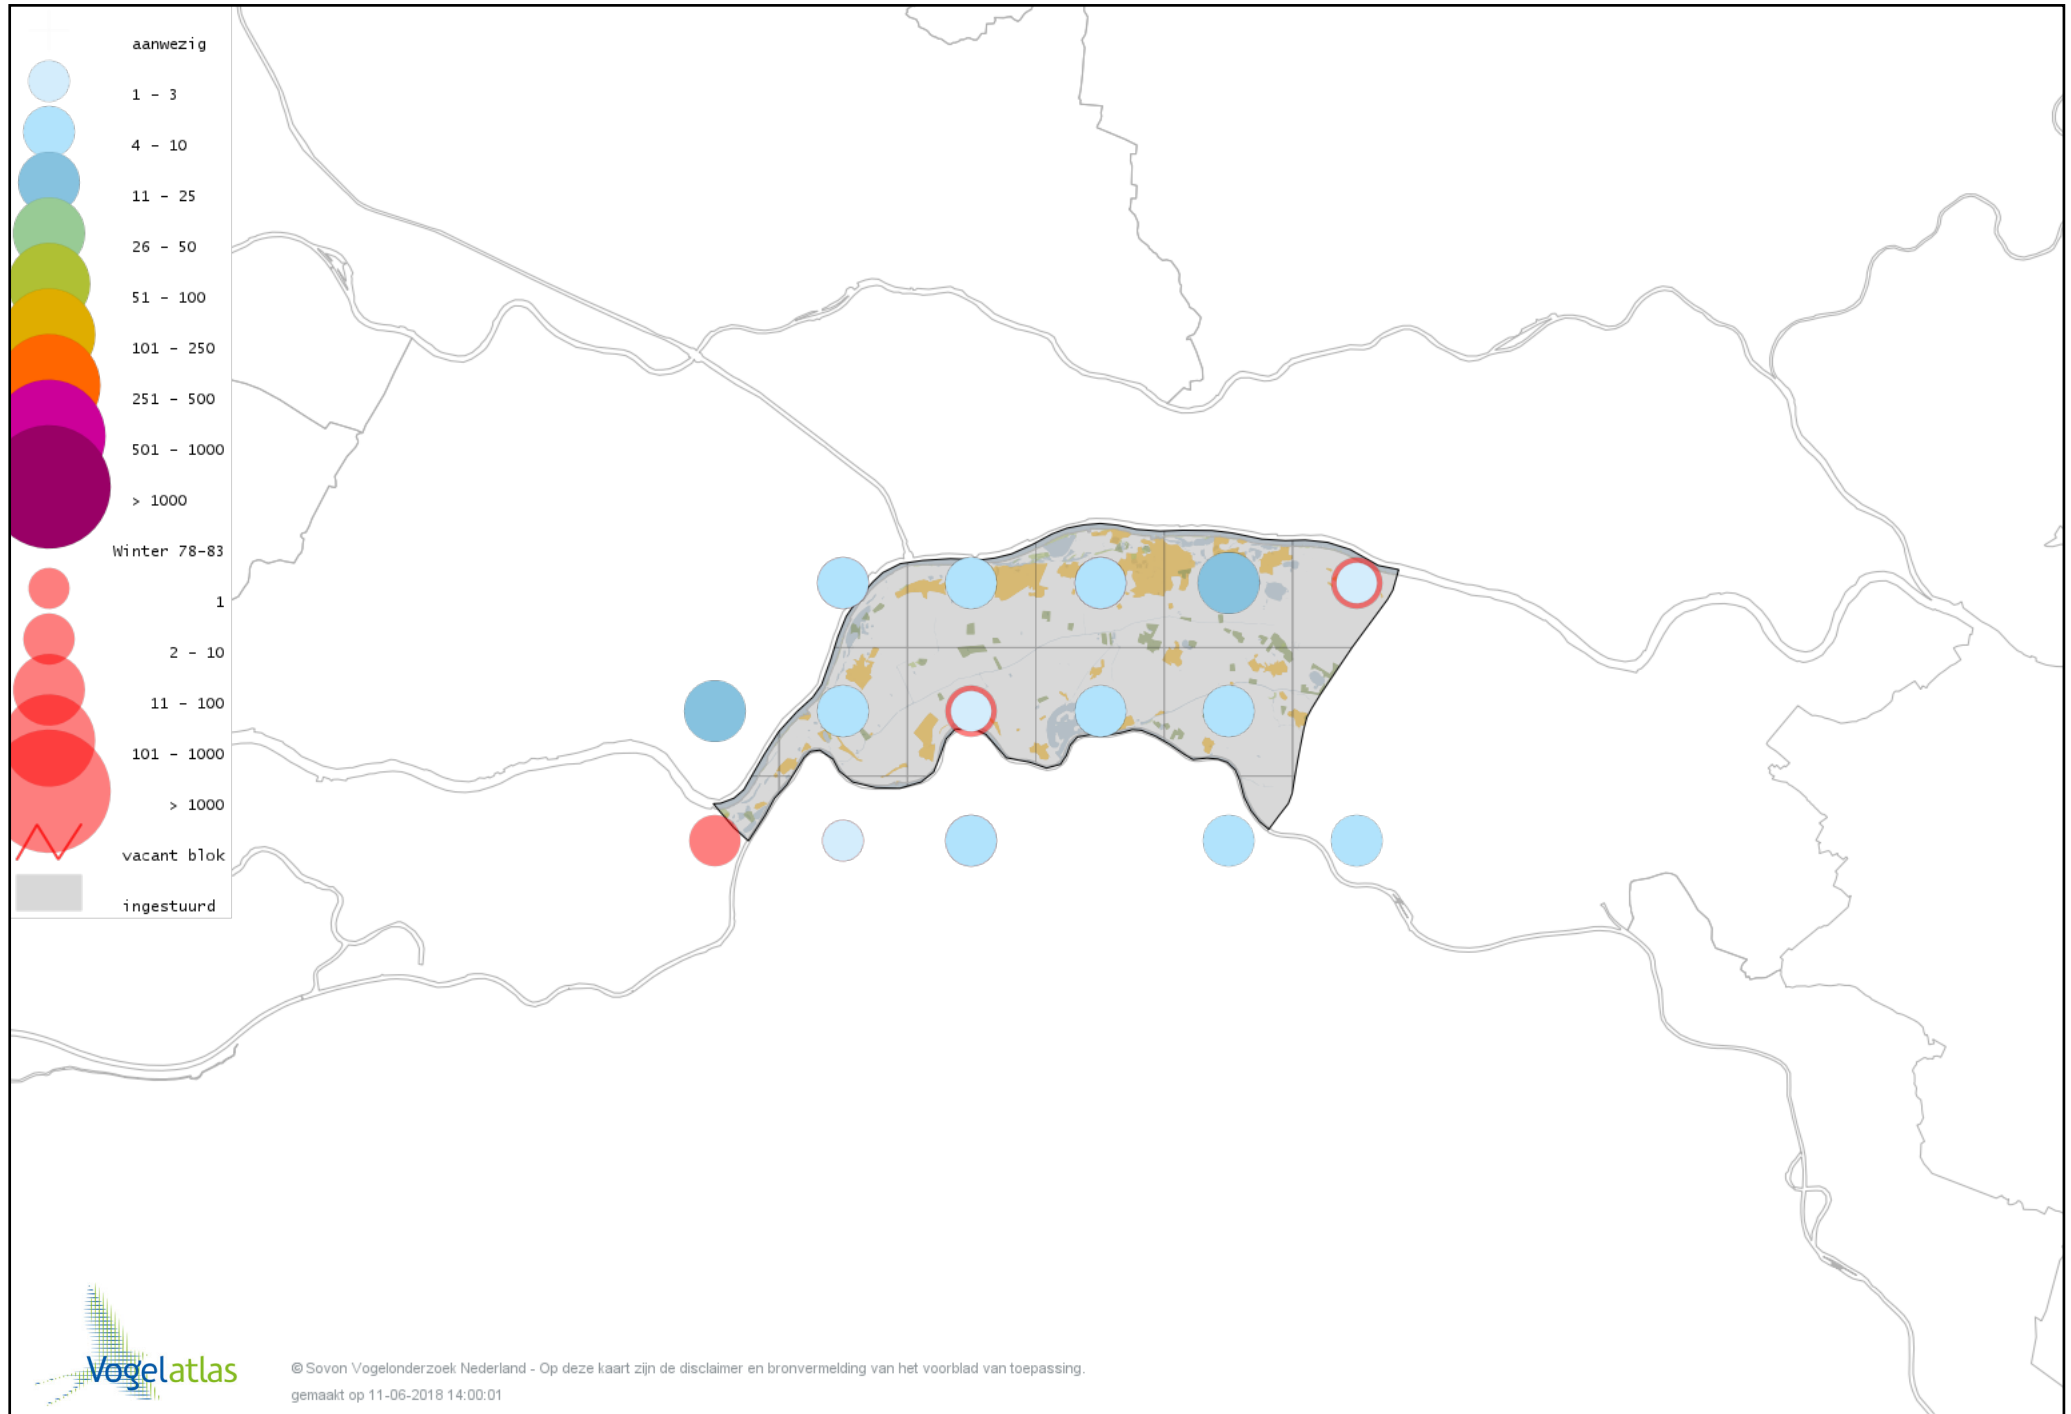 aanwezig
1 - 3
4 - 10
11 - 25
26 - 50
51 - 100
101 - 250
251 - 500
501 - 1000
> 1000
Winter 78-83
1
2 - 10
11 - 100
101 - 1000
> 1000
vacant blok
ingestuurd
Vogelatlas
© Sovon Vogelonderzoek Nederland - Op deze kaart zijn de disclaimer en bronvermelding van het voorblad van toepassing.
gemaakt op 11-06-2018 14:00:01